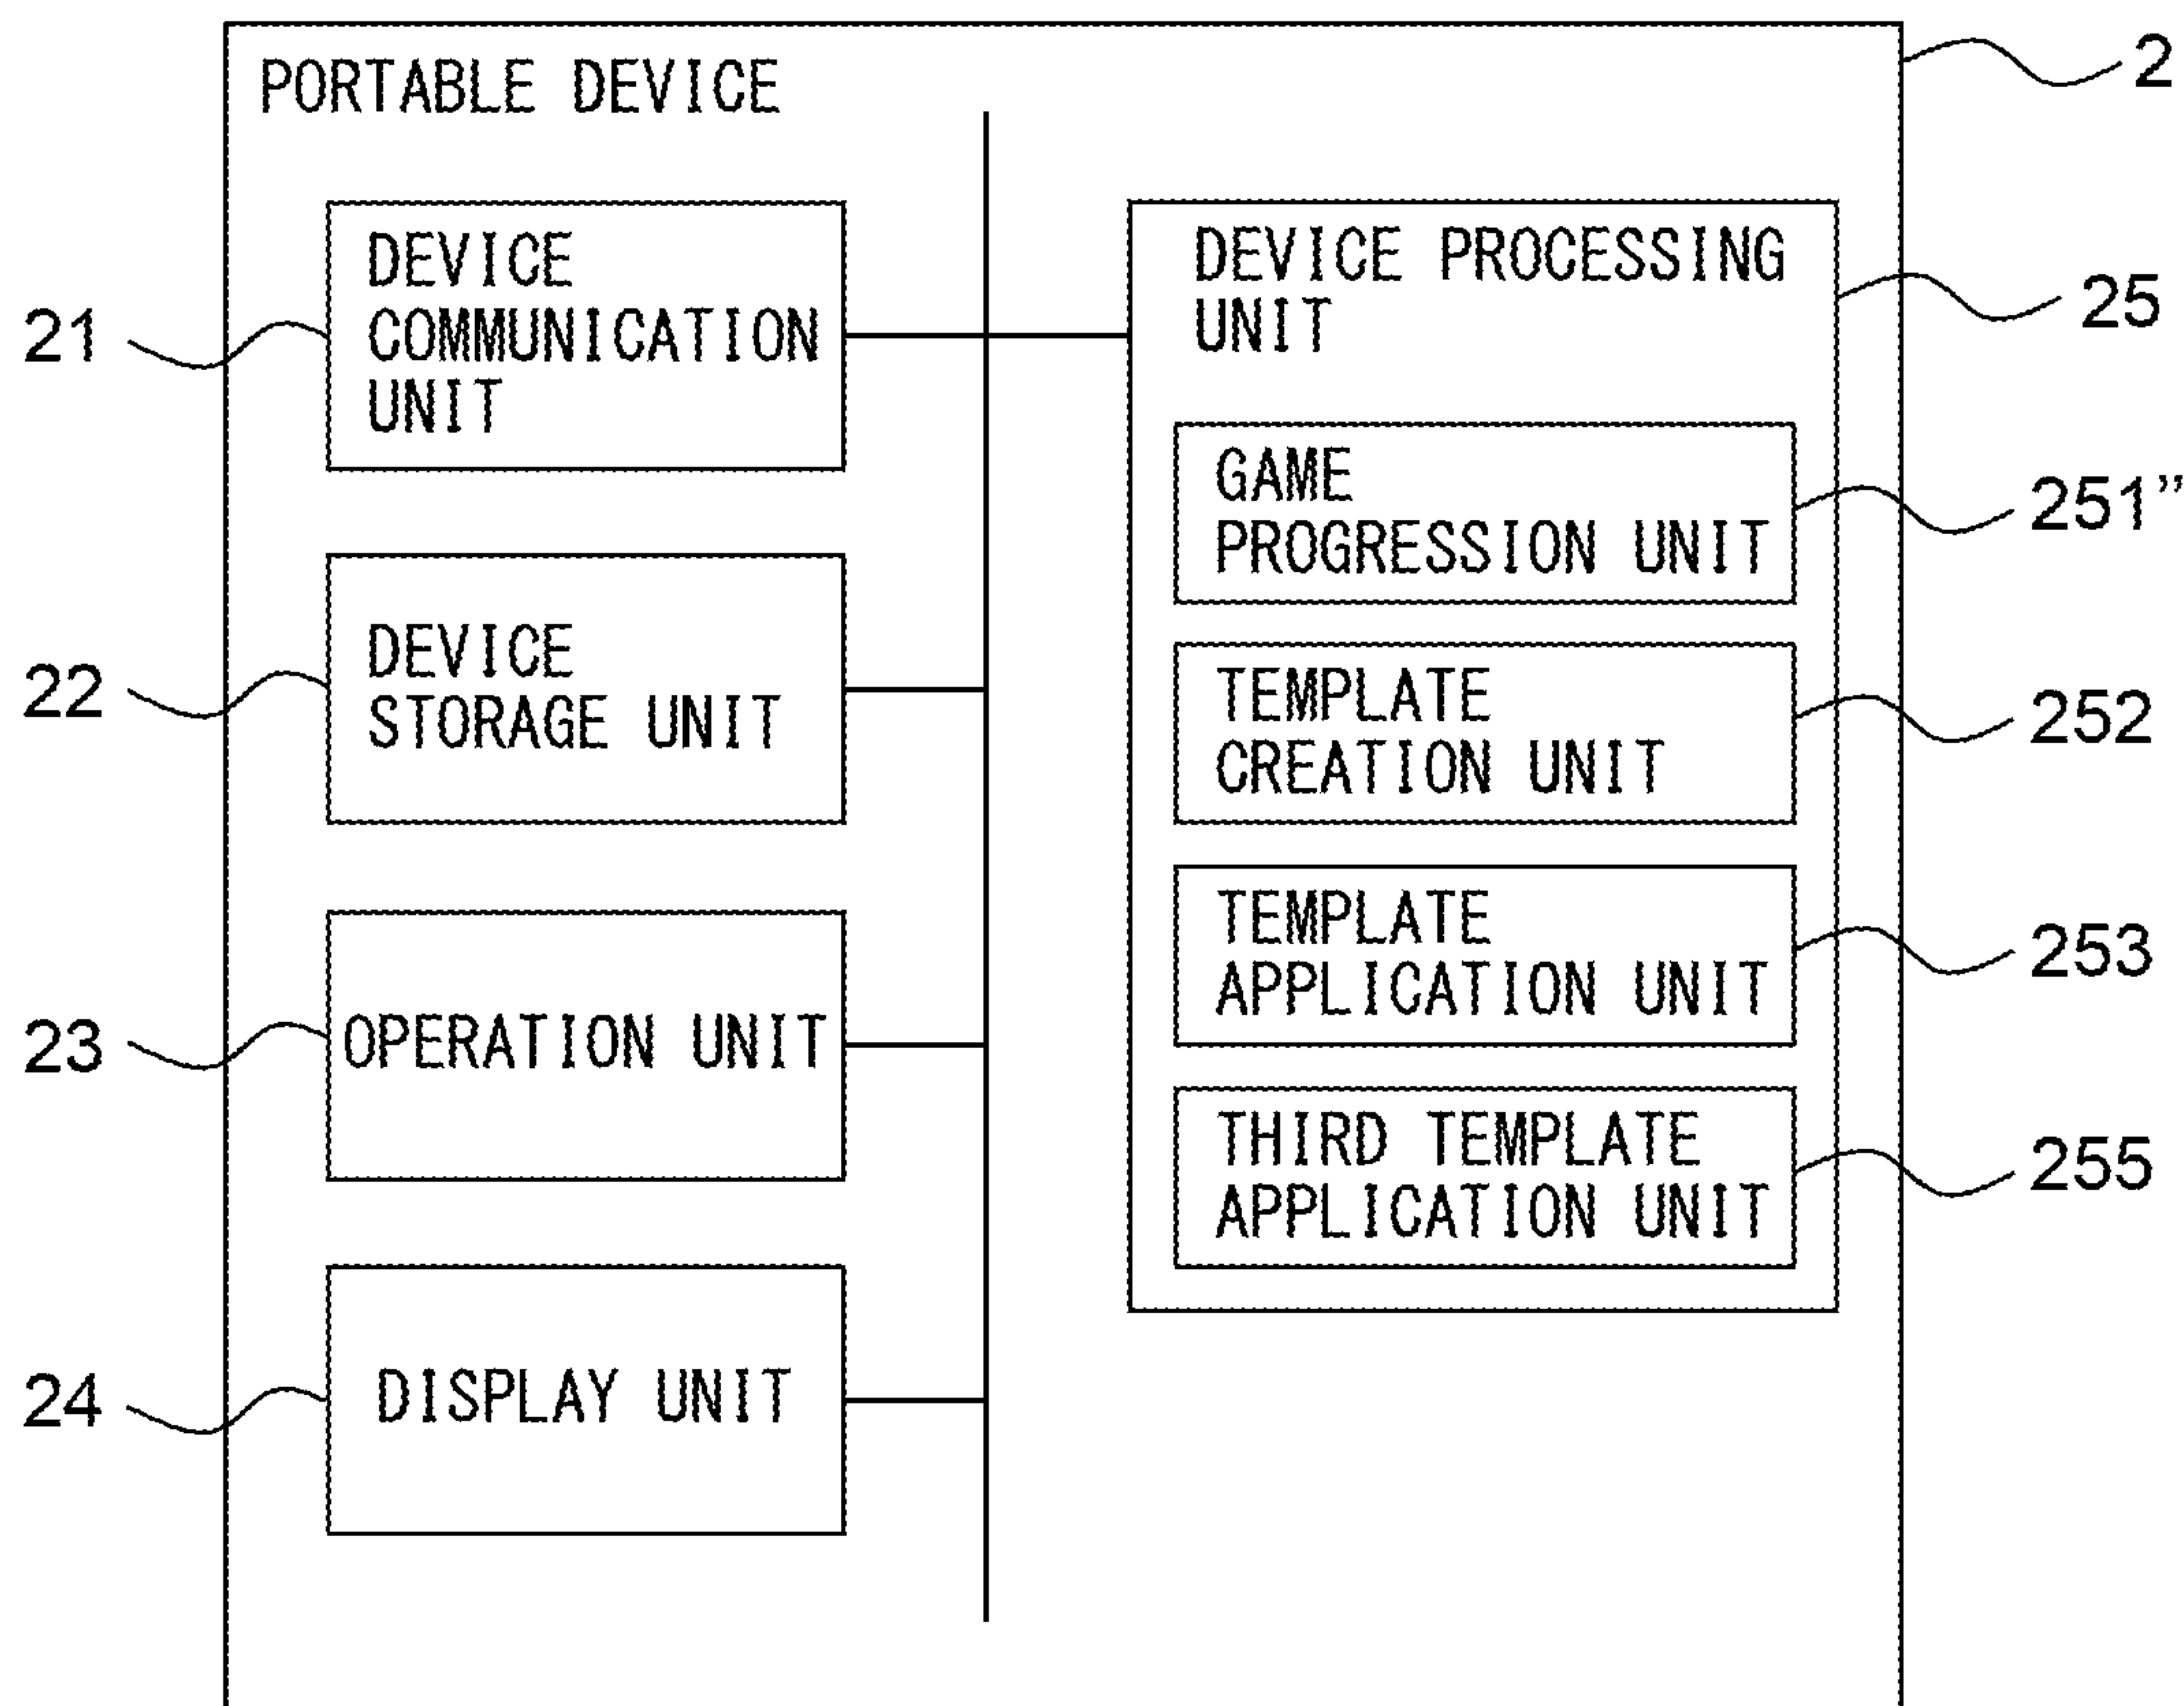 PORTABLE DEVICE
2
DEVICE
COMMUNICATION
UNIT
21
DEVICE
STORAGE UNIT
22
OPERATION UNIT
23
DISPLAY UNIT
24
DEVICE PROCESSING
UNIT
25
GAME
PROGRESSION UNIT
251”
TEMPLATE
CREATION UNIT
252
TEMPLATE
APPLICATION UNIT
253
THIRD TEMPLATE
APPLICATION UNIT
255